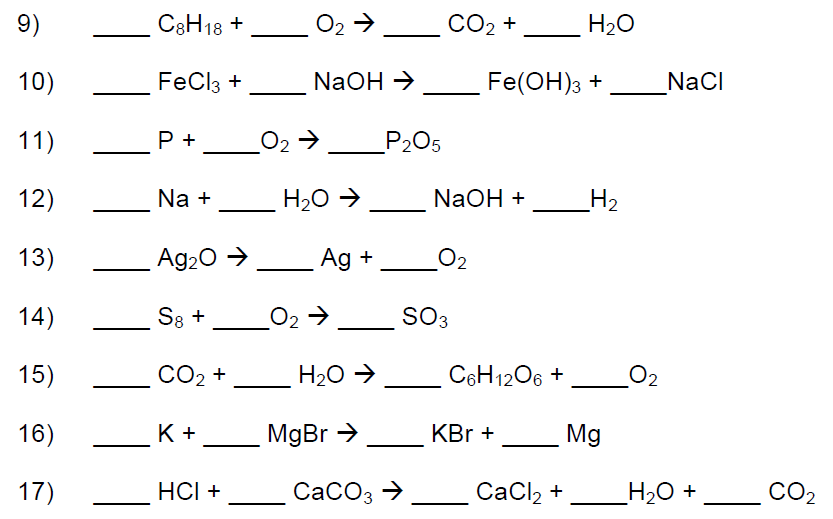 9) ____ C₈H₁₈ + ____ O₂ → ____ CO₂ + ____ H₂O
10) ____ FeCl₃ + ____ NaOH → ____ Fe(OH)₃ + ____NaCl
11) ____ P + ____O₂ → ____P₂O₅
12) ____ Na + ____ H₂O → ____ NaOH + ____H₂
13) ____ Ag₂O → ____ Ag + ____O₂
14) ____ S₈ + ____O₂ → ____ SO₃
15) ____ CO₂ + ____ H₂O → ____ C₆H₁₂O₆ + ____O₂
16) ____ K + ____ MgBr → ____ KBr + ____ Mg
17) ____ HCl + ____ CaCO₃ → ____ CaCl₂ + ____H₂O + ____ CO₂